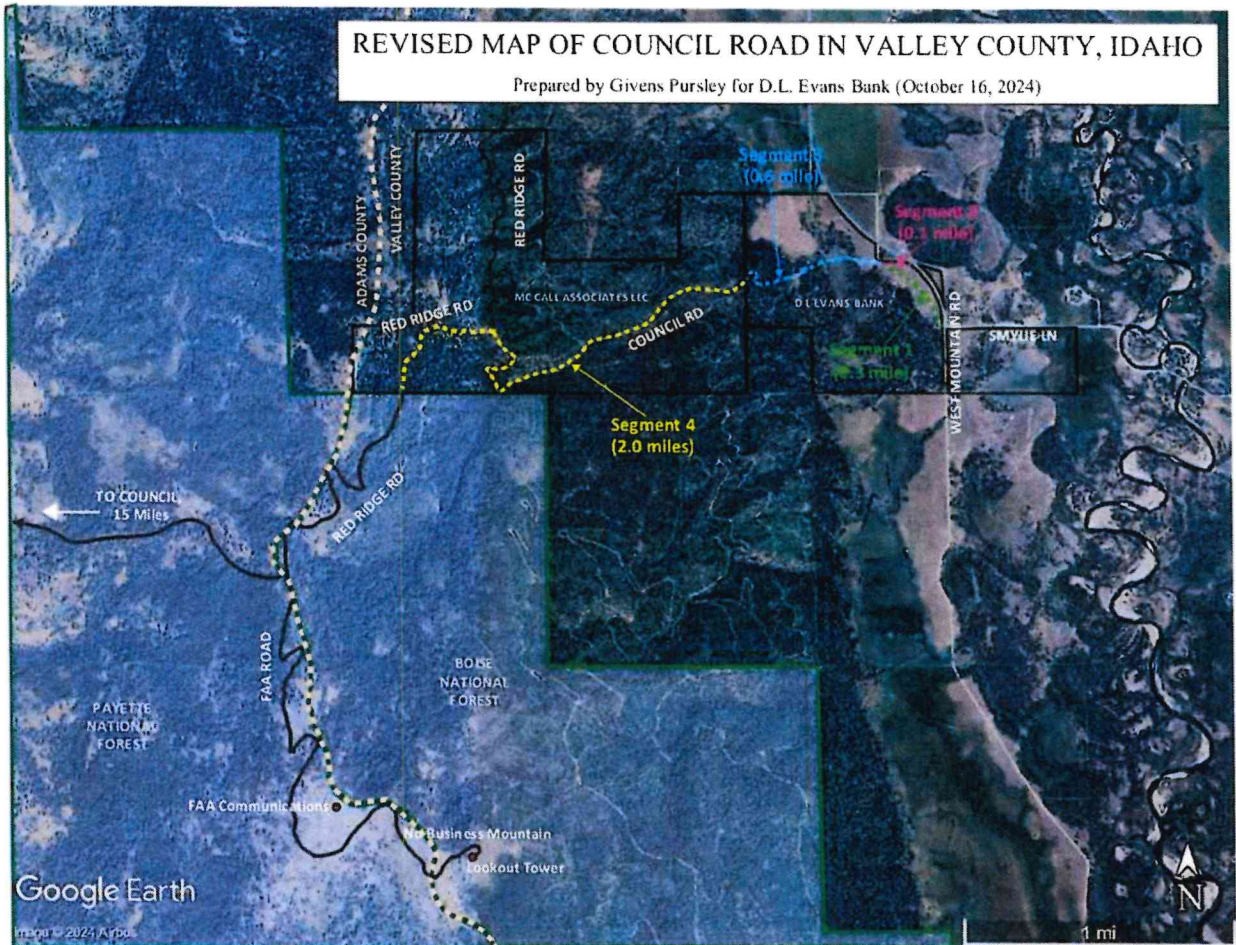 REVISED MAP OF COUNCIL ROAD IN VALLEY COUNTY, IDAHO
Prepared by Givens Pursley for D.L. Evans Bank (October 16, 2024)
ADAMS COUNTY
VALLEY COUNTY
RED RIDGE RD
Segment 3
(0.6 mile)
Segment 2
(0.1 mile)
MC CALL ASSOCIATES LLC
D L EVANS BANK
RED RIDGE RD
COUNCIL RD
SMYLIE LN
Segment 1
(0.3 mile)
WEST MOUNTAIN RD
Segment 4
(2.0 miles)
TO COUNCIL
15 Miles
RED RIDGE RD
FAA ROAD
BOISE
NATIONAL
FOREST
PAYETTE
NATIONAL
FOREST
FAA Communications
No Business Mountain
Lookout Tower
Google Earth
Image © 2024 Airbus
N
1 mi